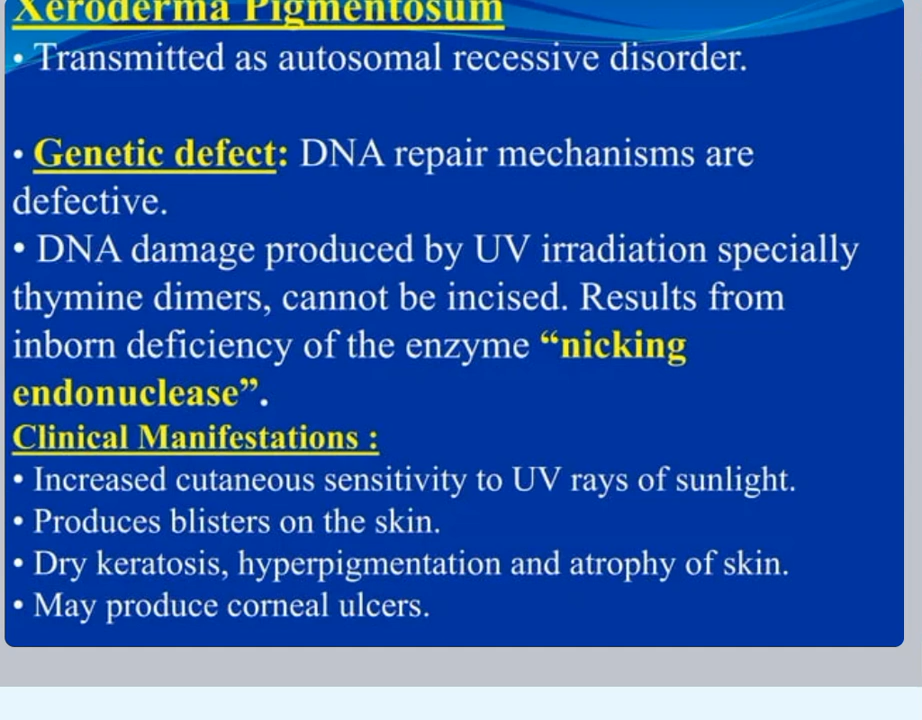 Xeroderma Pigmentosum
• Transmitted as autosomal recessive disorder.
• Genetic defect: DNA repair mechanisms are
defective.
• DNA damage produced by UV irradiation specially
thymine dimers, cannot be incised. Results from
inborn deficiency of the enzyme “nicking
endonuclease”.
Clinical Manifestations :
• Increased cutaneous sensitivity to UV rays of sunlight.
• Produces blisters on the skin.
• Dry keratosis, hyperpigmentation and atrophy of skin.
• May produce corneal ulcers.